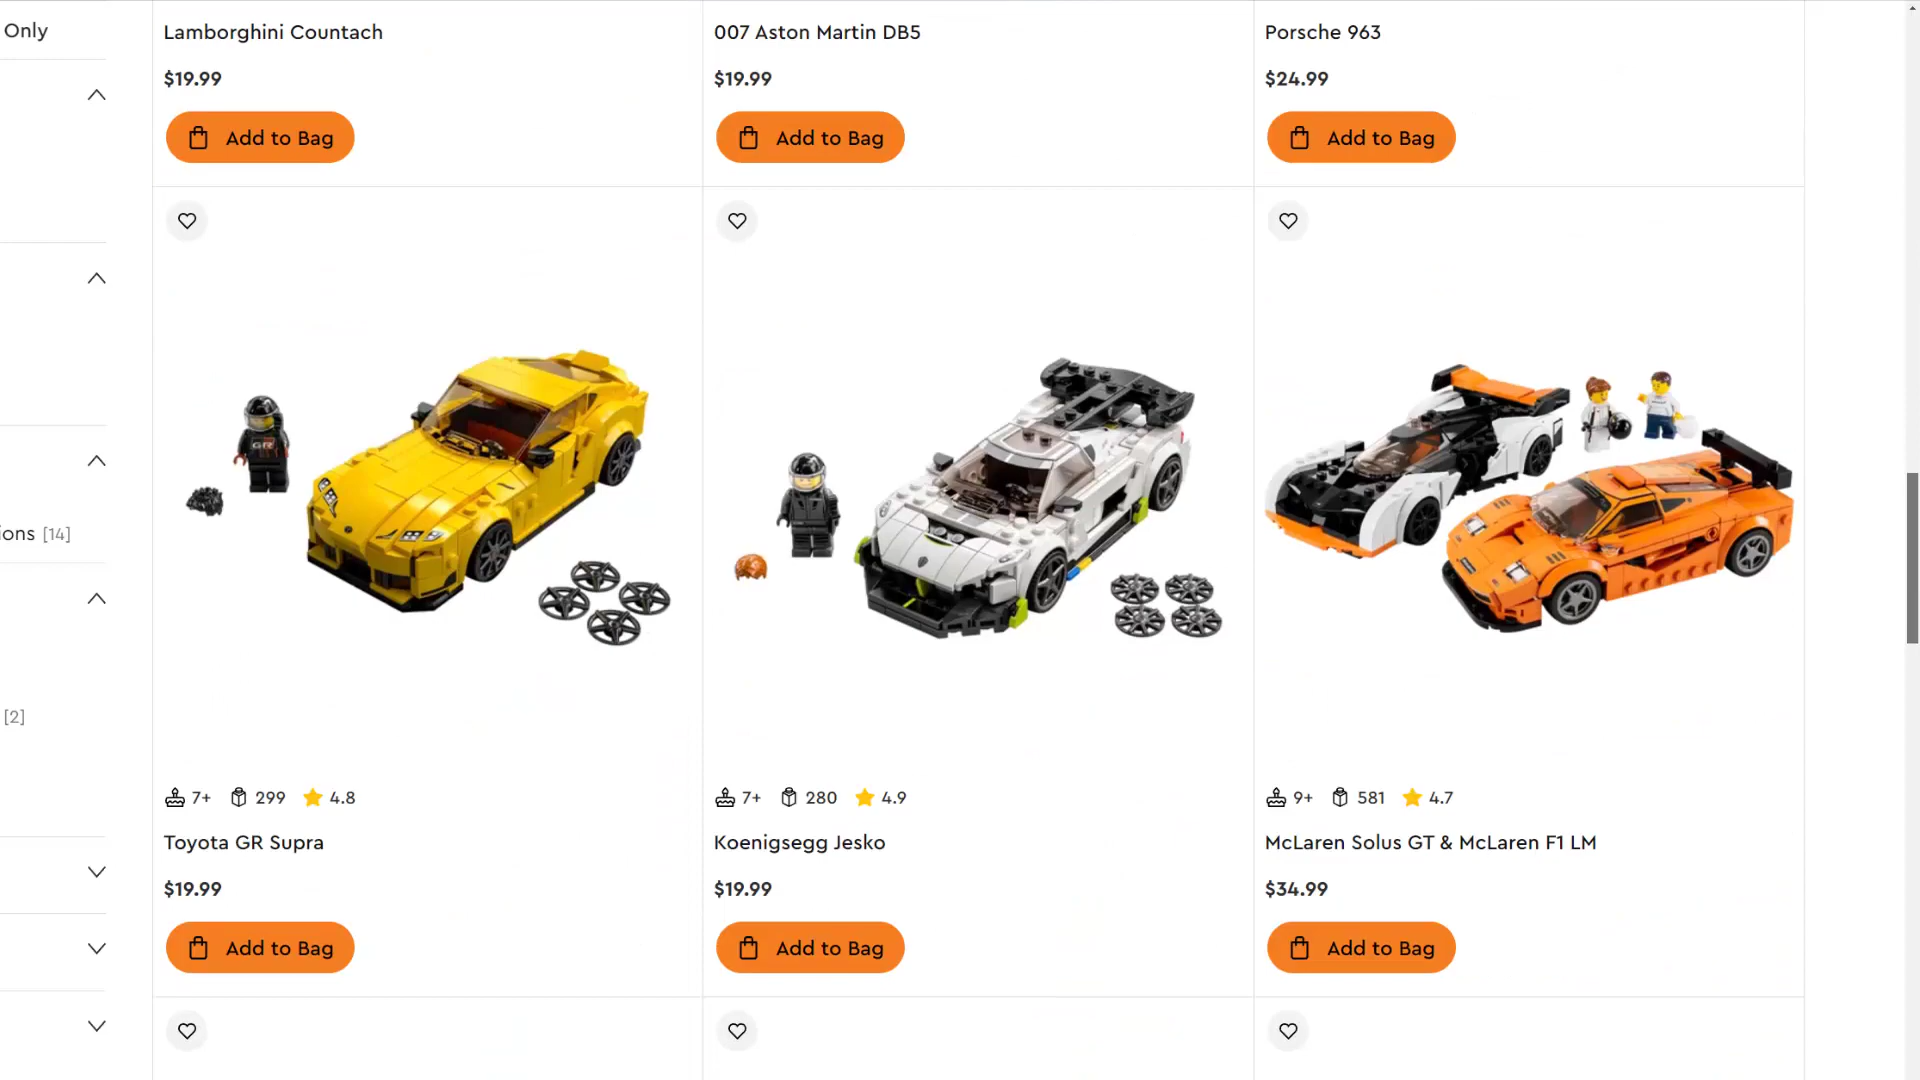 Only
Lamborghini Countach
$19.99
Add to Bag
007 Aston Martin DB5
$19.99
Add to Bag
Porsche 963
$24.99
Add to Bag
ions [14]
[2]
GR
7+ 299 4.8
Toyota GR Supra
$19.99
Add to Bag
7+ 280 4.9
Koenigsegg Jesko
$19.99
Add to Bag
9+ 581 4.7
McLaren Solus GT & McLaren F1 LM
$34.99
Add to Bag